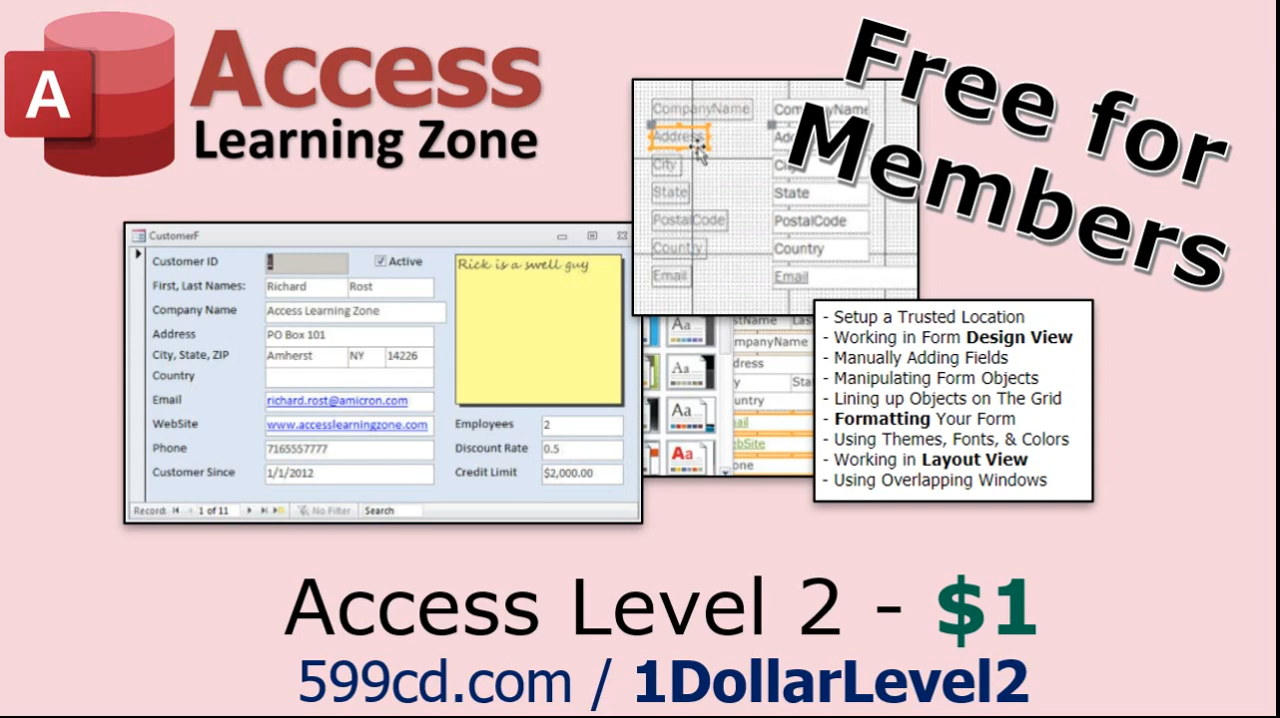 A
Access
Learning Zone
Free for
Members
CompanyName CompanyName
Address
City
State State
PostalCode PostalCode
Country Country
Email Email
CustomerF
Customer ID Active
First, Last Names: Richard Rost
Company Name Access Learning Zone
Address PO Box 101
City, State, ZIP Amherst NY 14226
Country
Email richard.rost@amicron.com
WebSite www.accesslearningzone.com
Phone 7165557777
Customer Since 1/1/2012
Rick is a swell guy
Employees 2
Discount Rate 0.5
Credit Limit $2,000.00
Record: 1 of 11 No Filter Search
Aa
Aa
Aa
Aa
- Setup a Trusted Location
- Working in Form Design View
- Manually Adding Fields
- Manipulating Form Objects
- Lining up Objects on The Grid
- Formatting Your Form
- Using Themes, Fonts, & Colors
- Working in Layout View
- Using Overlapping Windows
Access Level 2 - $1
599cd.com / 1DollarLevel2